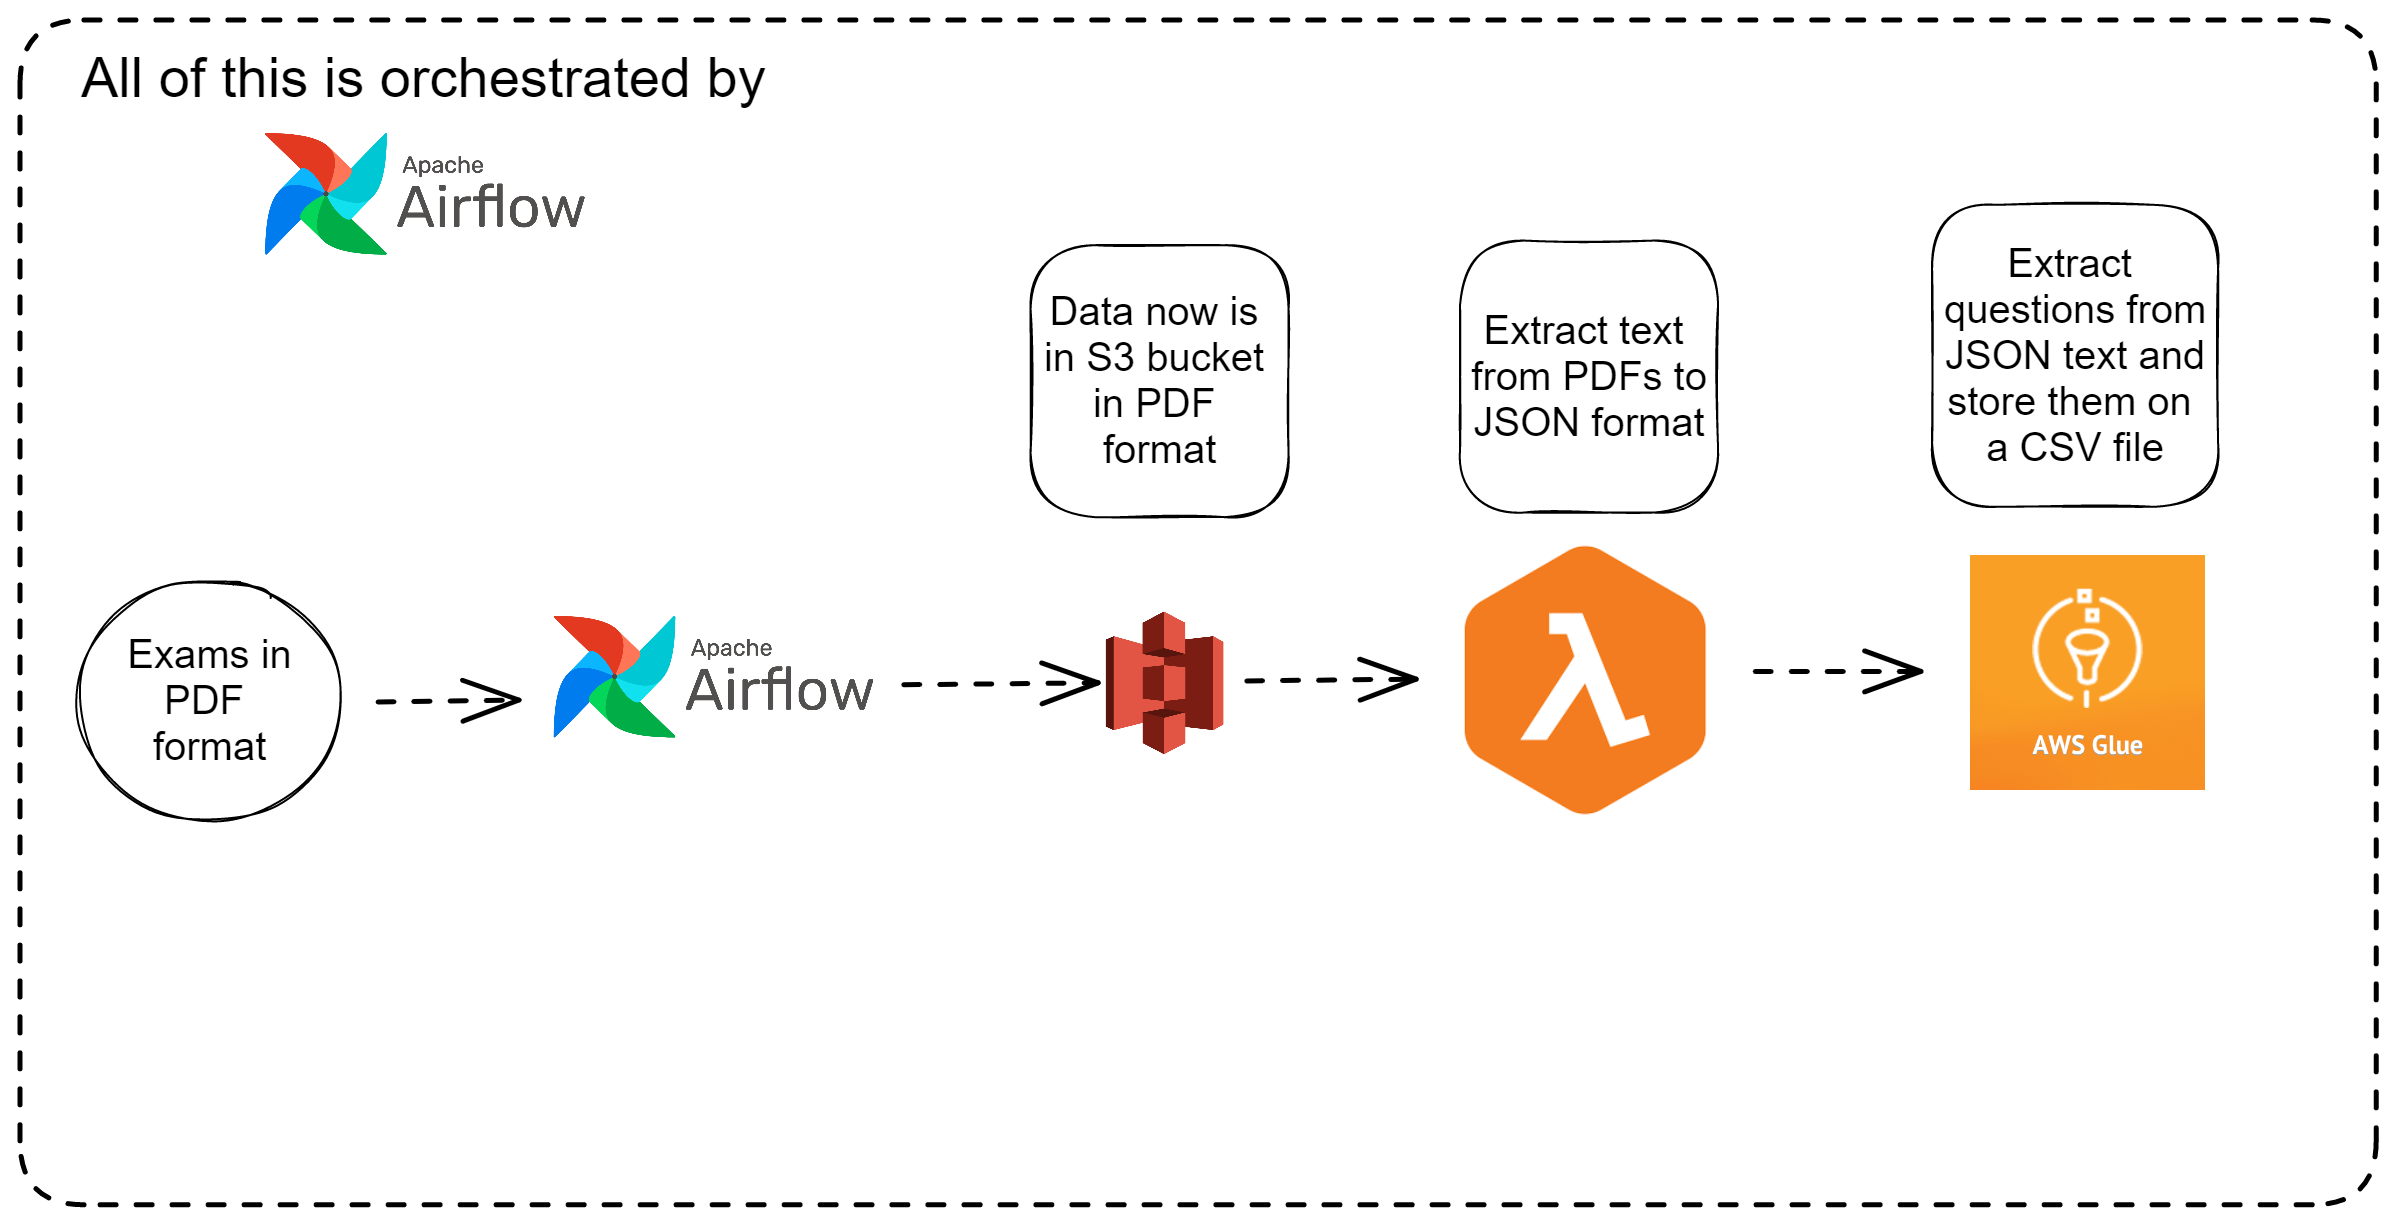 All of this is orchestrated by
Apache
Airflow
Data now is
in S3 bucket
in PDF
format
Extract text
from PDFs to
JSON format
Extract
questions from
JSON text and
store them on
a CSV file
Exams in
PDF
format
Apache
Airflow
AWS Glue